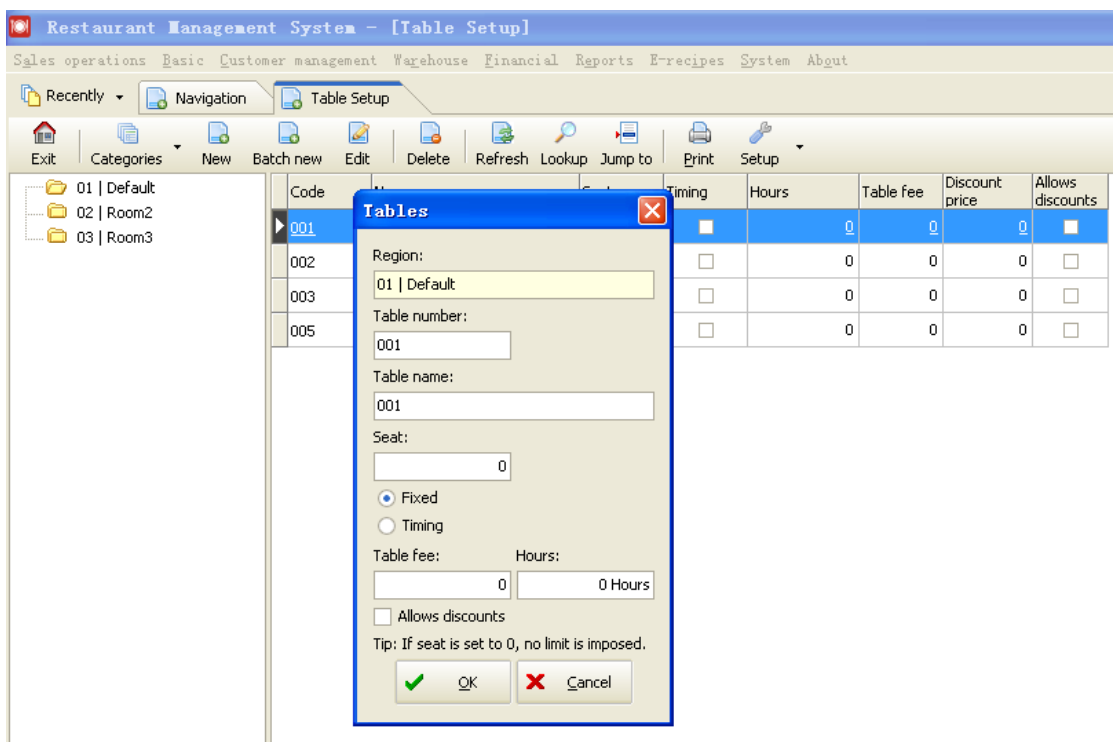 Restaurant Management System - [Table Setup]
Sales operations Basic Customer management Warehouse Financial Reports E-recipes System About
Recently Navigation Table Setup
Exit Categories New Batch new Edit Delete Refresh Lookup Jump to Print Setup
01 | Default
02 | Room2
03 | Room3
Code Timing Hours Table fee Discount price Allows discounts
001 0 0 0
002 0 0 0
003 0 0 0
005 0 0 0
Tables
Region:
01 | Default
Table number:
001
Table name:
001
Seat:
0
Fixed
Timing
Table fee: Hours:
0 0 Hours
Allows discounts
Tip: If seat is set to 0, no limit is imposed.
OK Cancel